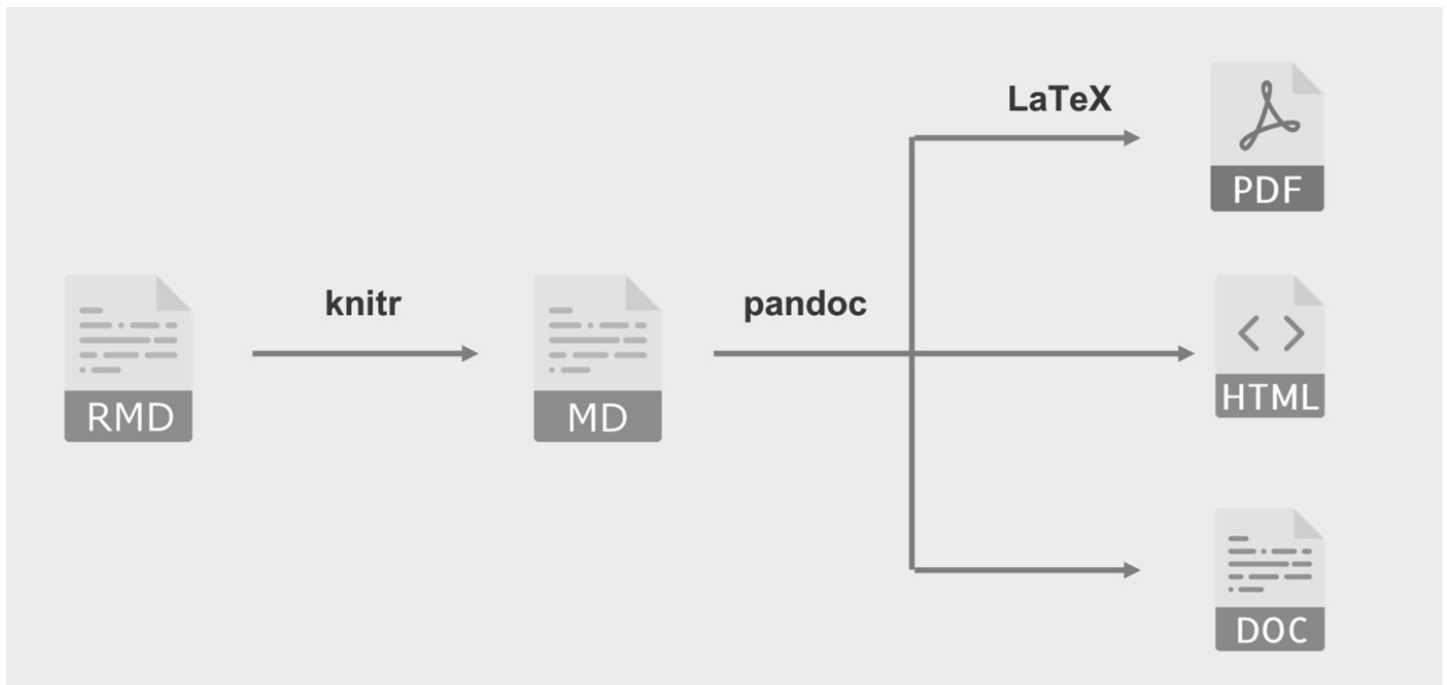 LaTeX
PDF
knitr
pandoc
RMD
MD
HTML
DOC